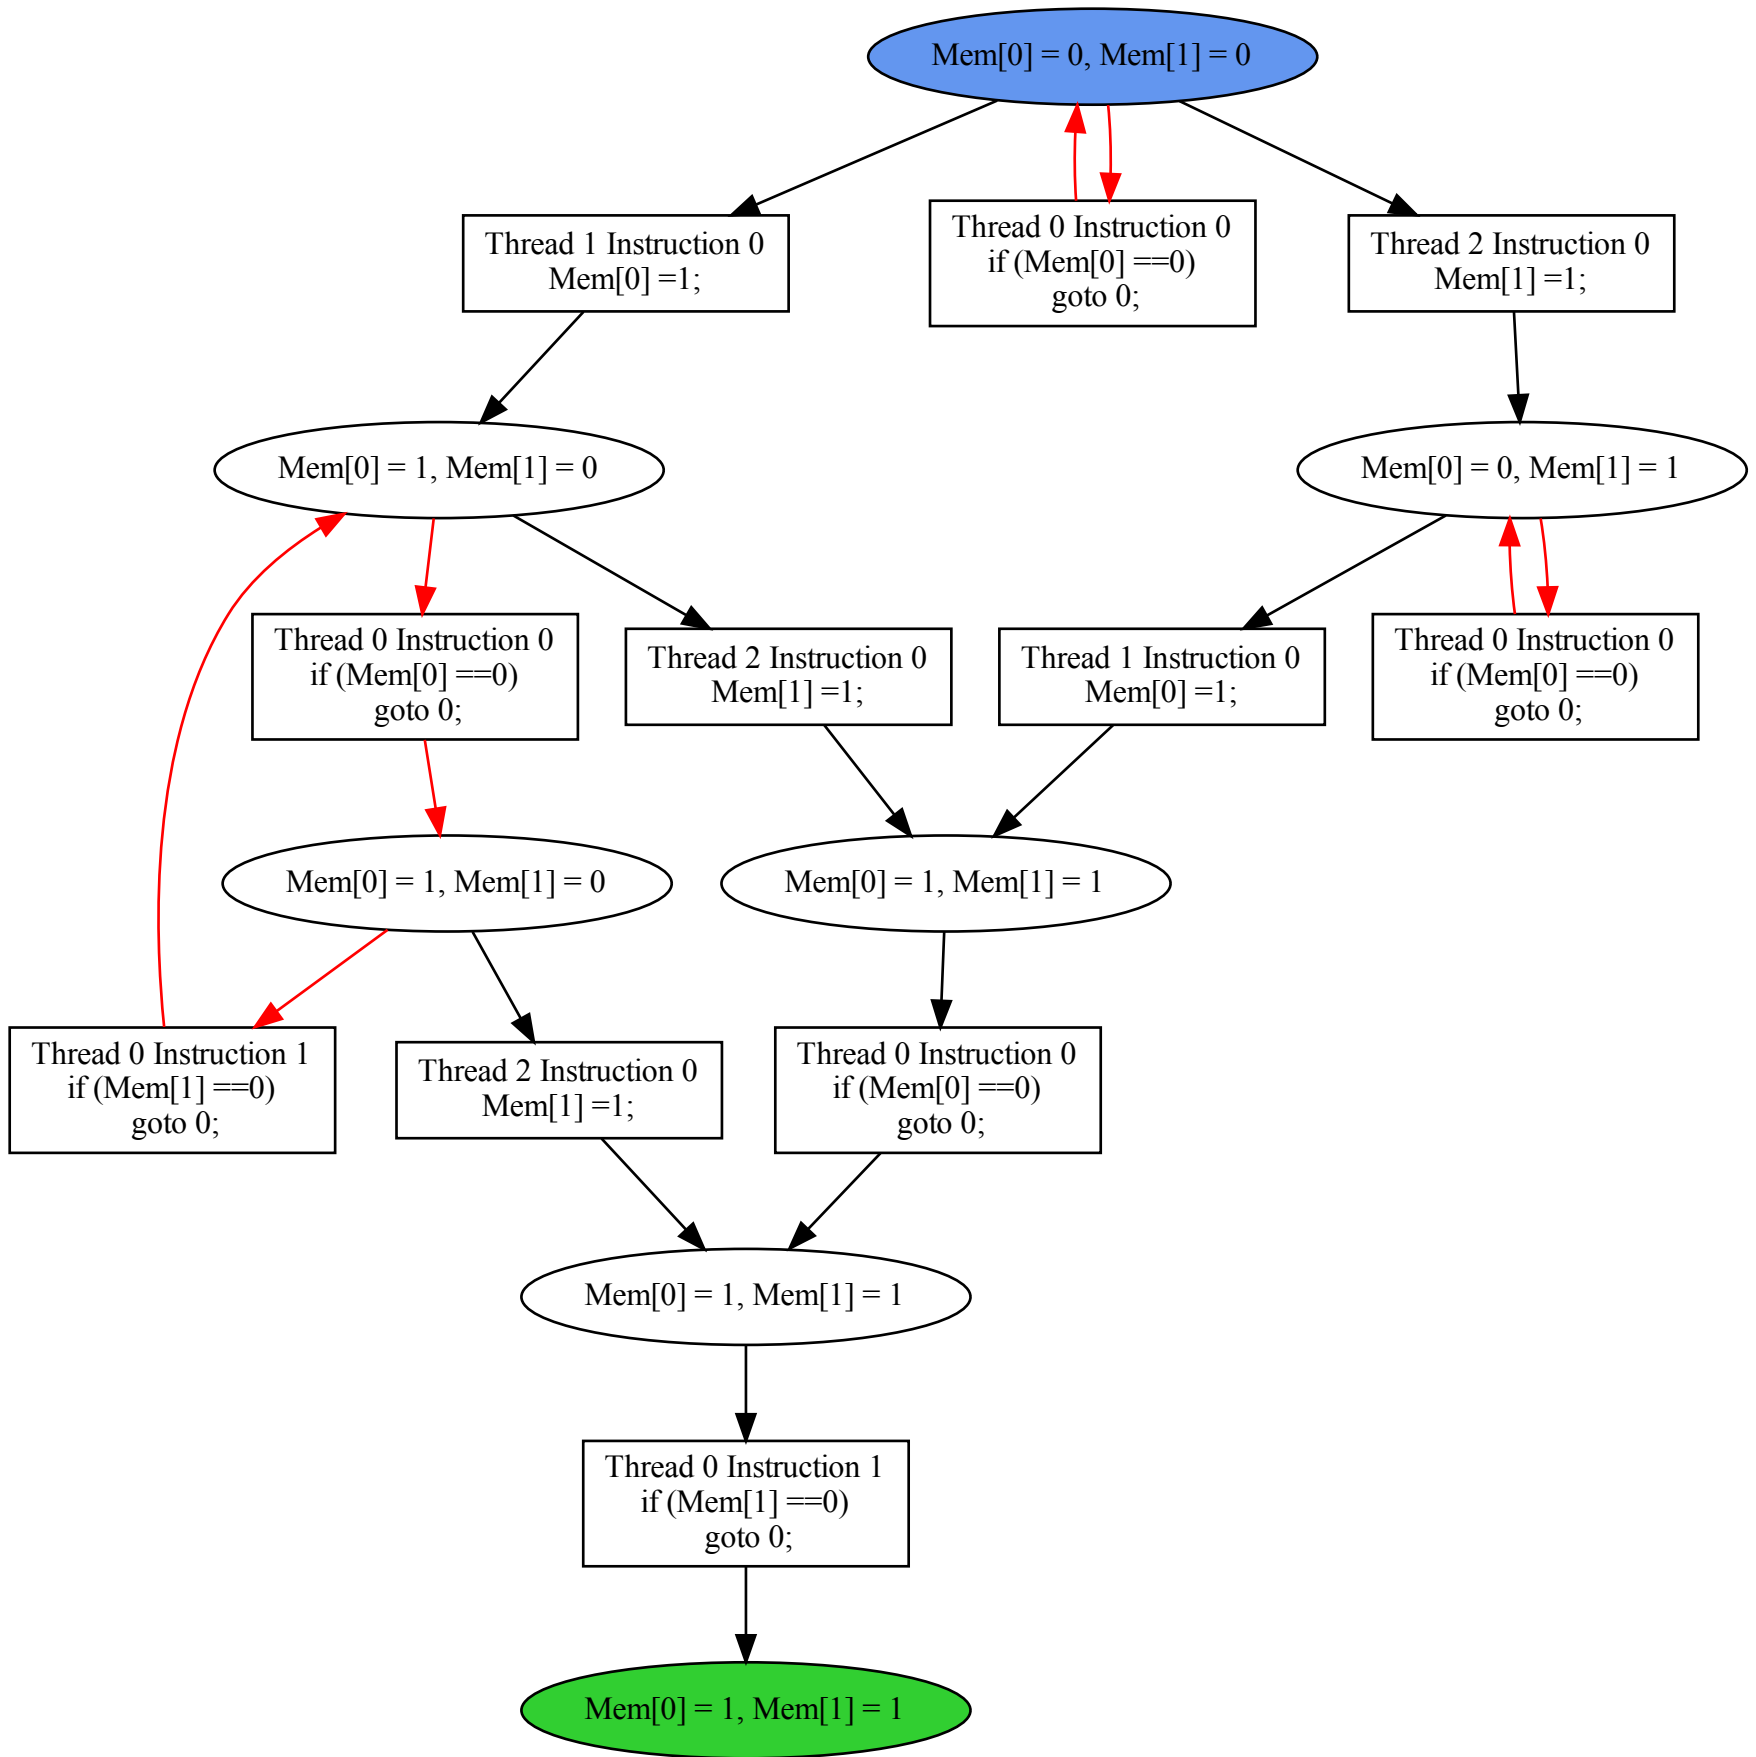 Mem[0] = 0, Mem[1] = 0
Thread 1 Instruction 0
Mem[0] =1;
Thread 0 Instruction 0
if (Mem[0] ==0)
goto 0;
Thread 2 Instruction 0
Mem[1] =1;
Mem[0] = 1, Mem[1] = 0
Mem[0] = 0, Mem[1] = 1
Thread 0 Instruction 0
if (Mem[0] ==0)
goto 0;
Thread 2 Instruction 0
Mem[1] =1;
Thread 1 Instruction 0
Mem[0] =1;
Thread 0 Instruction 0
if (Mem[0] ==0)
goto 0;
Mem[0] = 1, Mem[1] = 0
Mem[0] = 1, Mem[1] = 1
Thread 0 Instruction 1
if (Mem[1] ==0)
goto 0;
Thread 2 Instruction 0
Mem[1] =1;
Thread 0 Instruction 0
if (Mem[0] ==0)
goto 0;
Mem[0] = 1, Mem[1] = 1
Thread 0 Instruction 1
if (Mem[1] ==0)
goto 0;
Mem[0] = 1, Mem[1] = 1